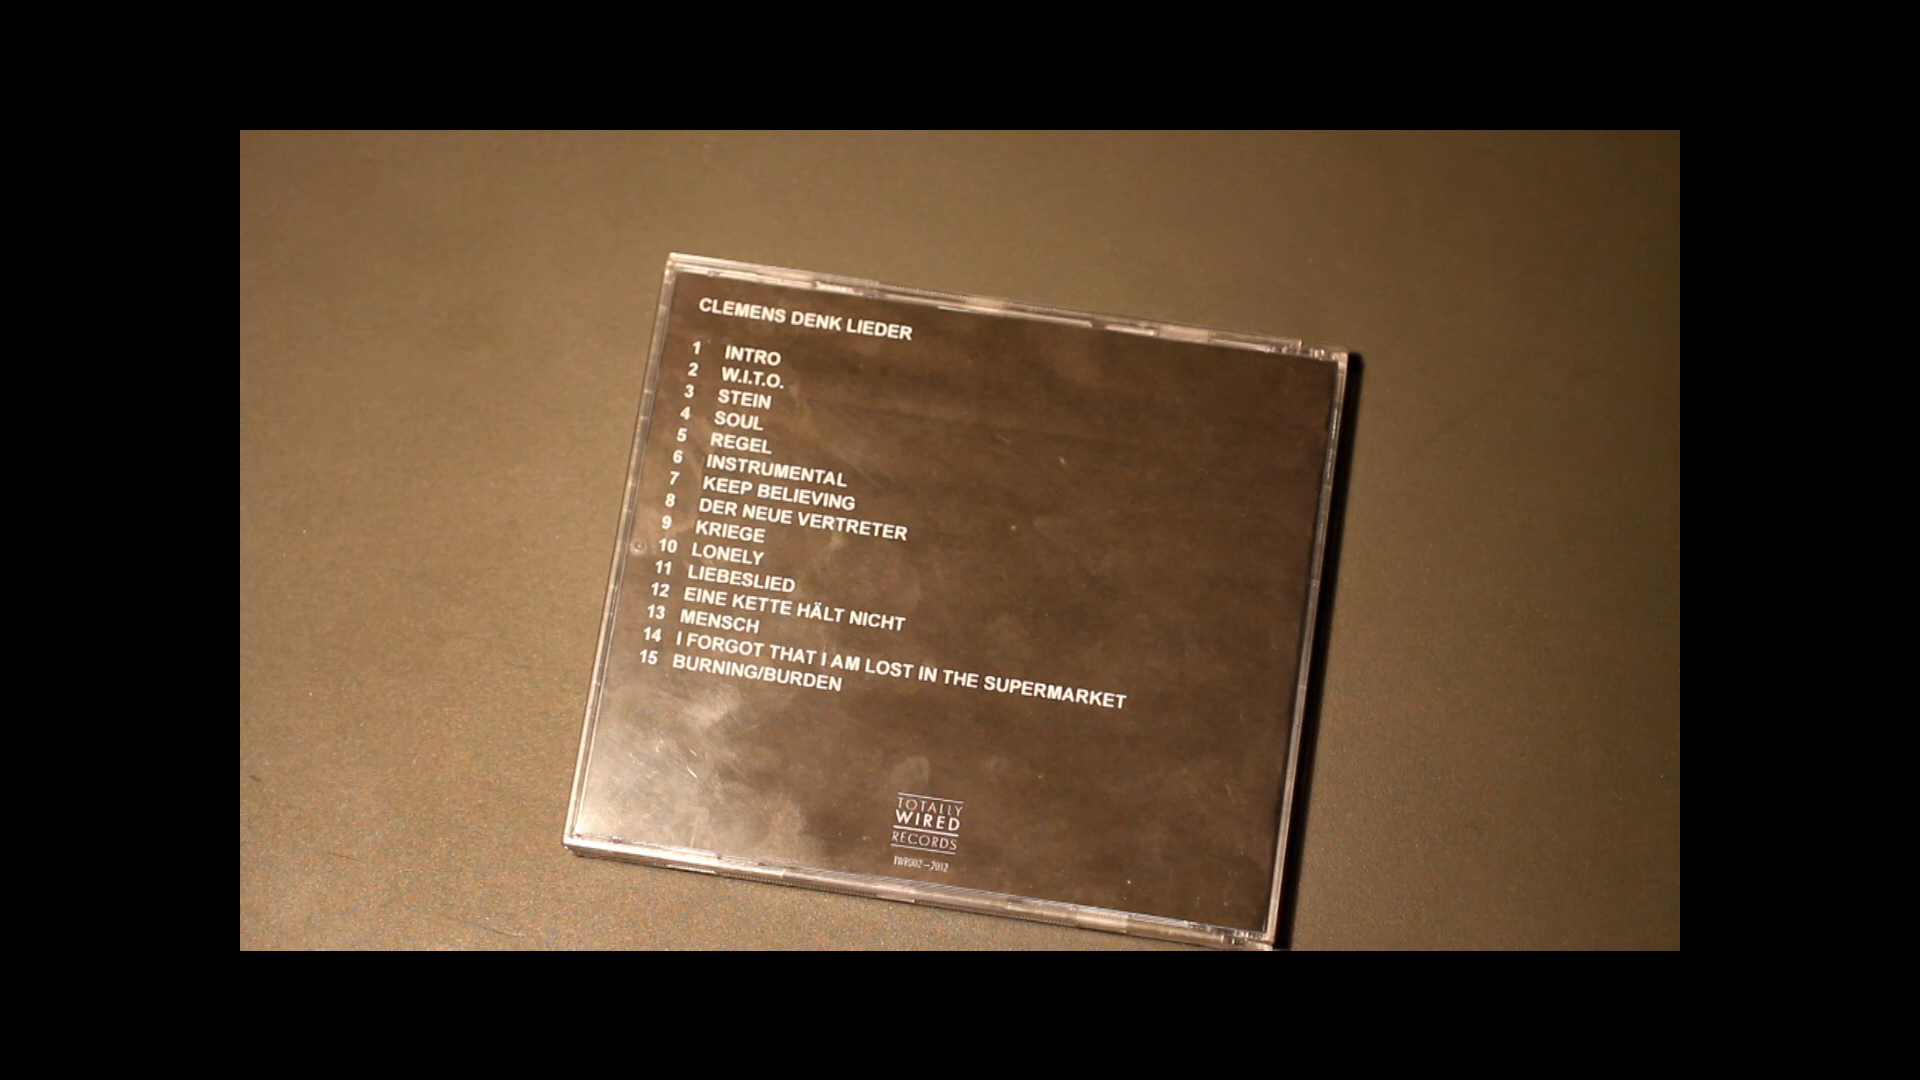 CLEMENS DENK LIEDER
1 INTRO
2 W.I.T.O.
3 STEIN
4 SOUL
5 REGEL
6 INSTRUMENTAL
7 KEEP BELIEVING
8 DER NEUE VERTRETER
9 KRIEGE
10 LONELY
11 LIEBESLIED
12 EINE KETTE HÄLT NICHT
13 MENSCH
14 I FORGOT THAT I AM LOST IN THE SUPERMARKET
15 BURNING/BURDEN
TOTALLY
WIRED
RECORDS
TWR002 – 2012